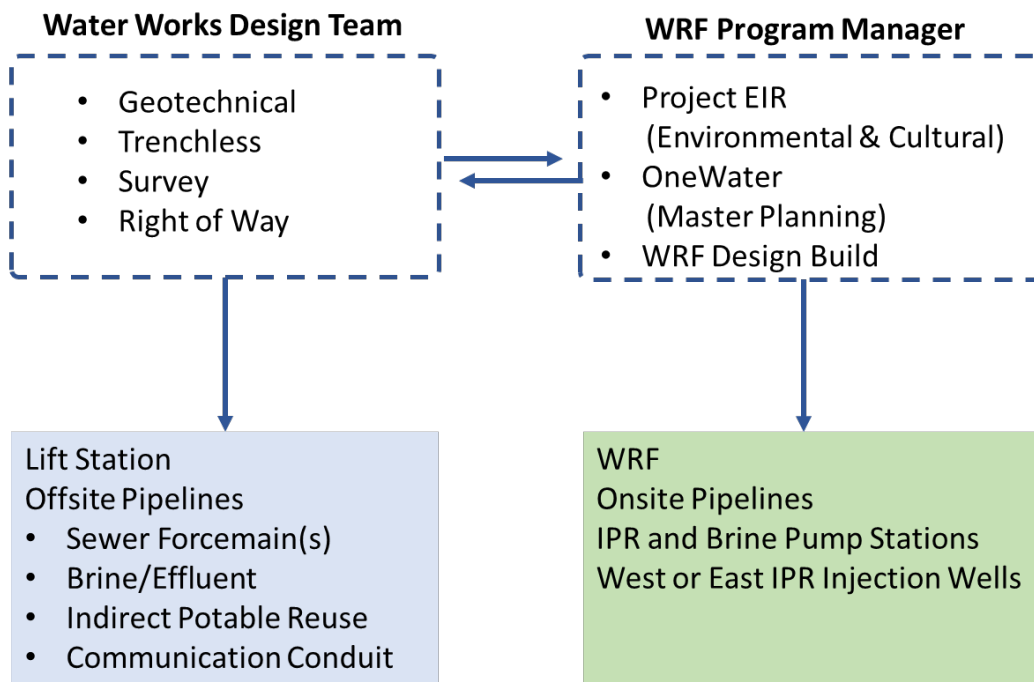 Water Works Design Team
• Geotechnical
• Trenchless
• Survey
• Right of Way
WRF Program Manager
• Project EIR
(Environmental & Cultural)
• OneWater
(Master Planning)
• WRF Design Build
Lift Station
Offsite Pipelines
• Sewer Forcemain(s)
• Brine/Effluent
• Indirect Potable Reuse
• Communication Conduit
WRF
Onsite Pipelines
IPR and Brine Pump Stations
West or East IPR Injection Wells